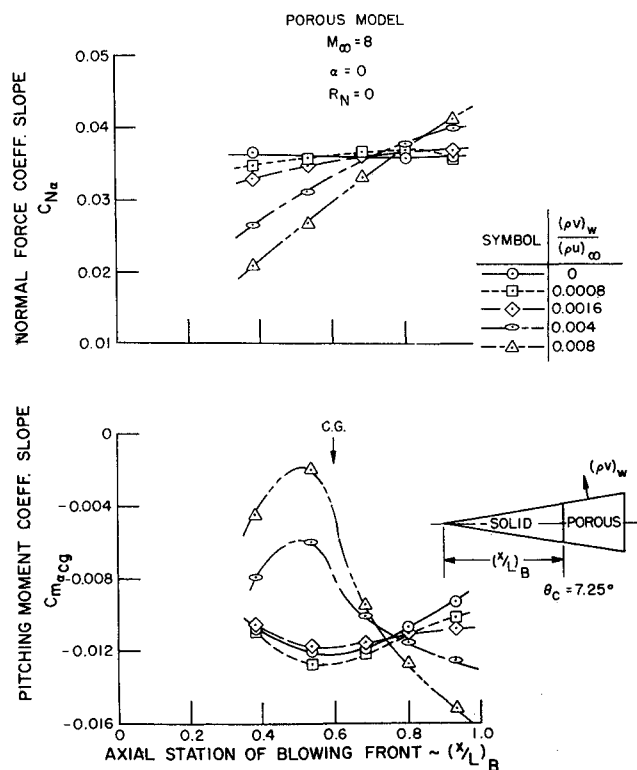 POROUS MODEL
M∞=8
α=0
R_N=0
NORMAL FORCE COEFF. SLOPE
C_Nα
0.05
0.04
0.03
0.02
0.01
SYMBOL (ρv)_w/(ρu)∞
0
0.0008
0.0016
0.004
0.008
PITCHING MOMENT COEFF. SLOPE
C_mαcg
0
-0.004
-0.008
-0.012
-0.016
C.G.
(ρv)_w
SOLID POROUS
(x/L)_B
θ_C=7.25°
0 0.2 0.4 0.6 0.8 1.0
AXIAL STATION OF BLOWING FRONT ~ (x/L)_B